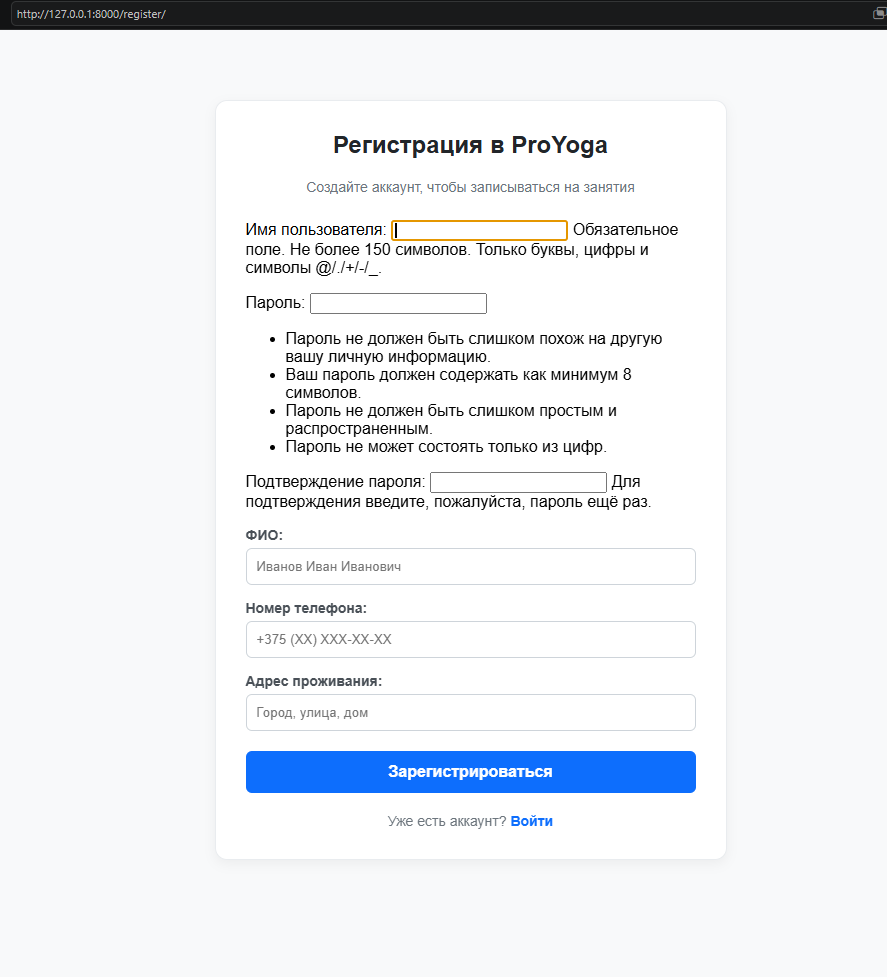 http://127.0.0.1:8000/register/
Регистрация в ProYoga
Создайте аккаунт, чтобы записываться на занятия
Имя пользователя: Обязательное
поле. Не более 150 символов. Только буквы, цифры и
символы @/./+/-/_.
Пароль:
Пароль не должен быть слишком похож на другую
вашу личную информацию.
Ваш пароль должен содержать как минимум 8
символов.
Пароль не должен быть слишком простым и
распространенным.
Пароль не может состоять только из цифр.
Подтверждение пароля: Для
подтверждения введите, пожалуйста, пароль ещё раз.
ФИО:
Иванов Иван Иванович
Номер телефона:
+375 (XX) XXX-XX-XX
Адрес проживания:
Город, улица, дом
Зарегистрироваться
Уже есть аккаунт? Войти